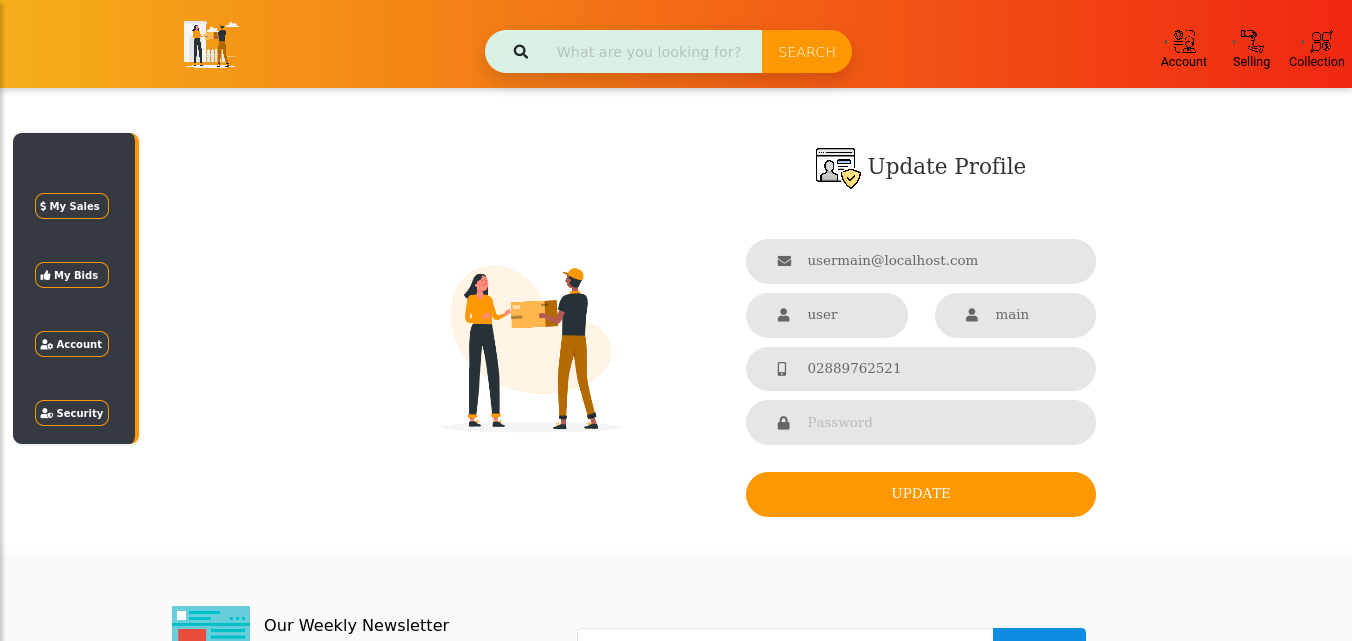 What are you looking for?
SEARCH
Account
Selling
Collection
Update Profile
$ My Sales
My Bids
Account
Security
usermain@localhost.com
user
main
02889762521
Password
UPDATE
Our Weekly Newsletter